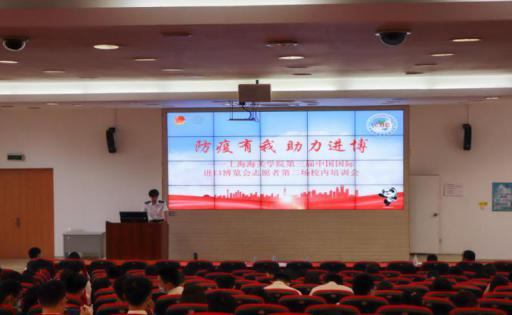 防疫有我 助力进博
——上海海关学院第三届中国国际
进口博览会志愿者第二场校内培训会